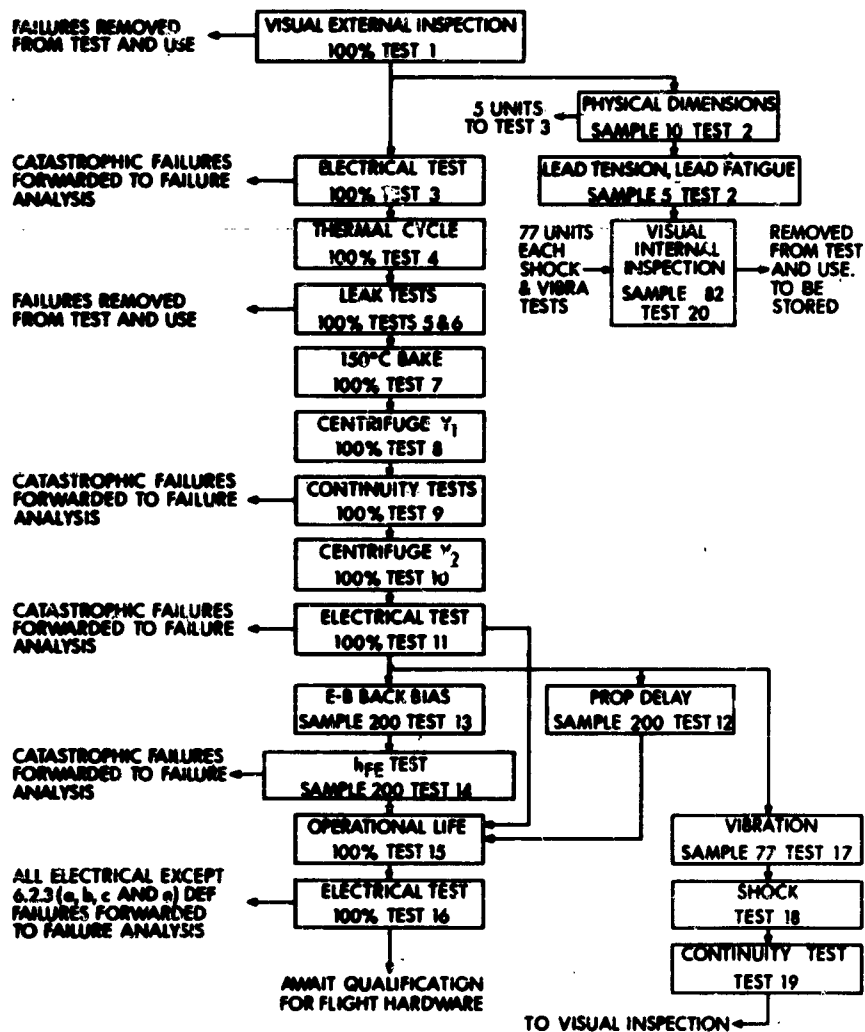 FAILURES REMOVED
FROM TEST AND USE
VISUAL EXTERNAL INSPECTION
100% TEST 1
5 UNITS
TO TEST 3
PHYSICAL DIMENSIONS
SAMPLE 10 TEST 2
CATASTROPHIC FAILURES
FORWARDED TO FAILURE
ANALYSIS
ELECTRICAL TEST
100% TEST 3
LEAD TENSION, LEAD FATIGUE
SAMPLE 5 TEST 2
THERMAL CYCLE
100% TEST 4
77 UNITS
EACH
SHOCK
& VIBRA
TESTS
VISUAL
INTERNAL
INSPECTION
SAMPLE 82
TEST 20
REMOVED
FROM TEST
AND USE.
TO BE
STORED
FAILURES REMOVED
FROM TEST AND USE
LEAK TESTS
100% TESTS 5 & 6
150°C BAKE
100% TEST 7
CENTRIFUGE Y1
100% TEST 8
CATASTROPHIC FAILURES
FORWARDED TO FAILURE
ANALYSIS
CONTINUITY TESTS
100% TEST 9
CENTRIFUGE Y2
100% TEST 10
CATASTROPHIC FAILURES
FORWARDED TO FAILURE
ANALYSIS
ELECTRICAL TEST
100% TEST 11
E-B BACK BIAS
SAMPLE 200 TEST 13
PROP DELAY
SAMPLE 200 TEST 12
CATASTROPHIC FAILURES
FORWARDED TO FAILURE
ANALYSIS
hFE TEST
SAMPLE 200 TEST 14
OPERATIONAL LIFE
100% TEST 15
VIBRATION
SAMPLE 77 TEST 17
ALL ELECTRICAL EXCEPT
6.2.3 (a, b, c AND e) DEF
FAILURES FORWARDED
TO FAILURE ANALYSIS
ELECTRICAL TEST
100% TEST 16
SHOCK
TEST 18
CONTINUITY TEST
TEST 19
AWAIT QUALIFICATION
FOR FLIGHT HARDWARE
TO VISUAL INSPECTION